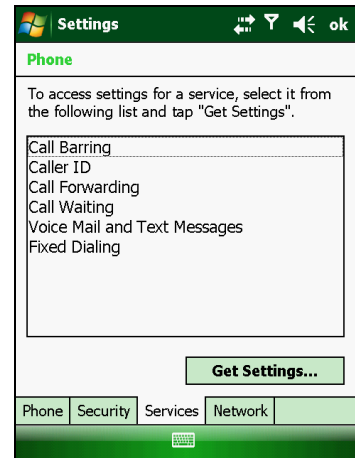 Settings ok
Phone
To access settings for a service, select it from
the following list and tap "Get Settings".
Call Barring
Caller ID
Call Forwarding
Call Waiting
Voice Mail and Text Messages
Fixed Dialing
Get Settings...
Phone Security Services Network